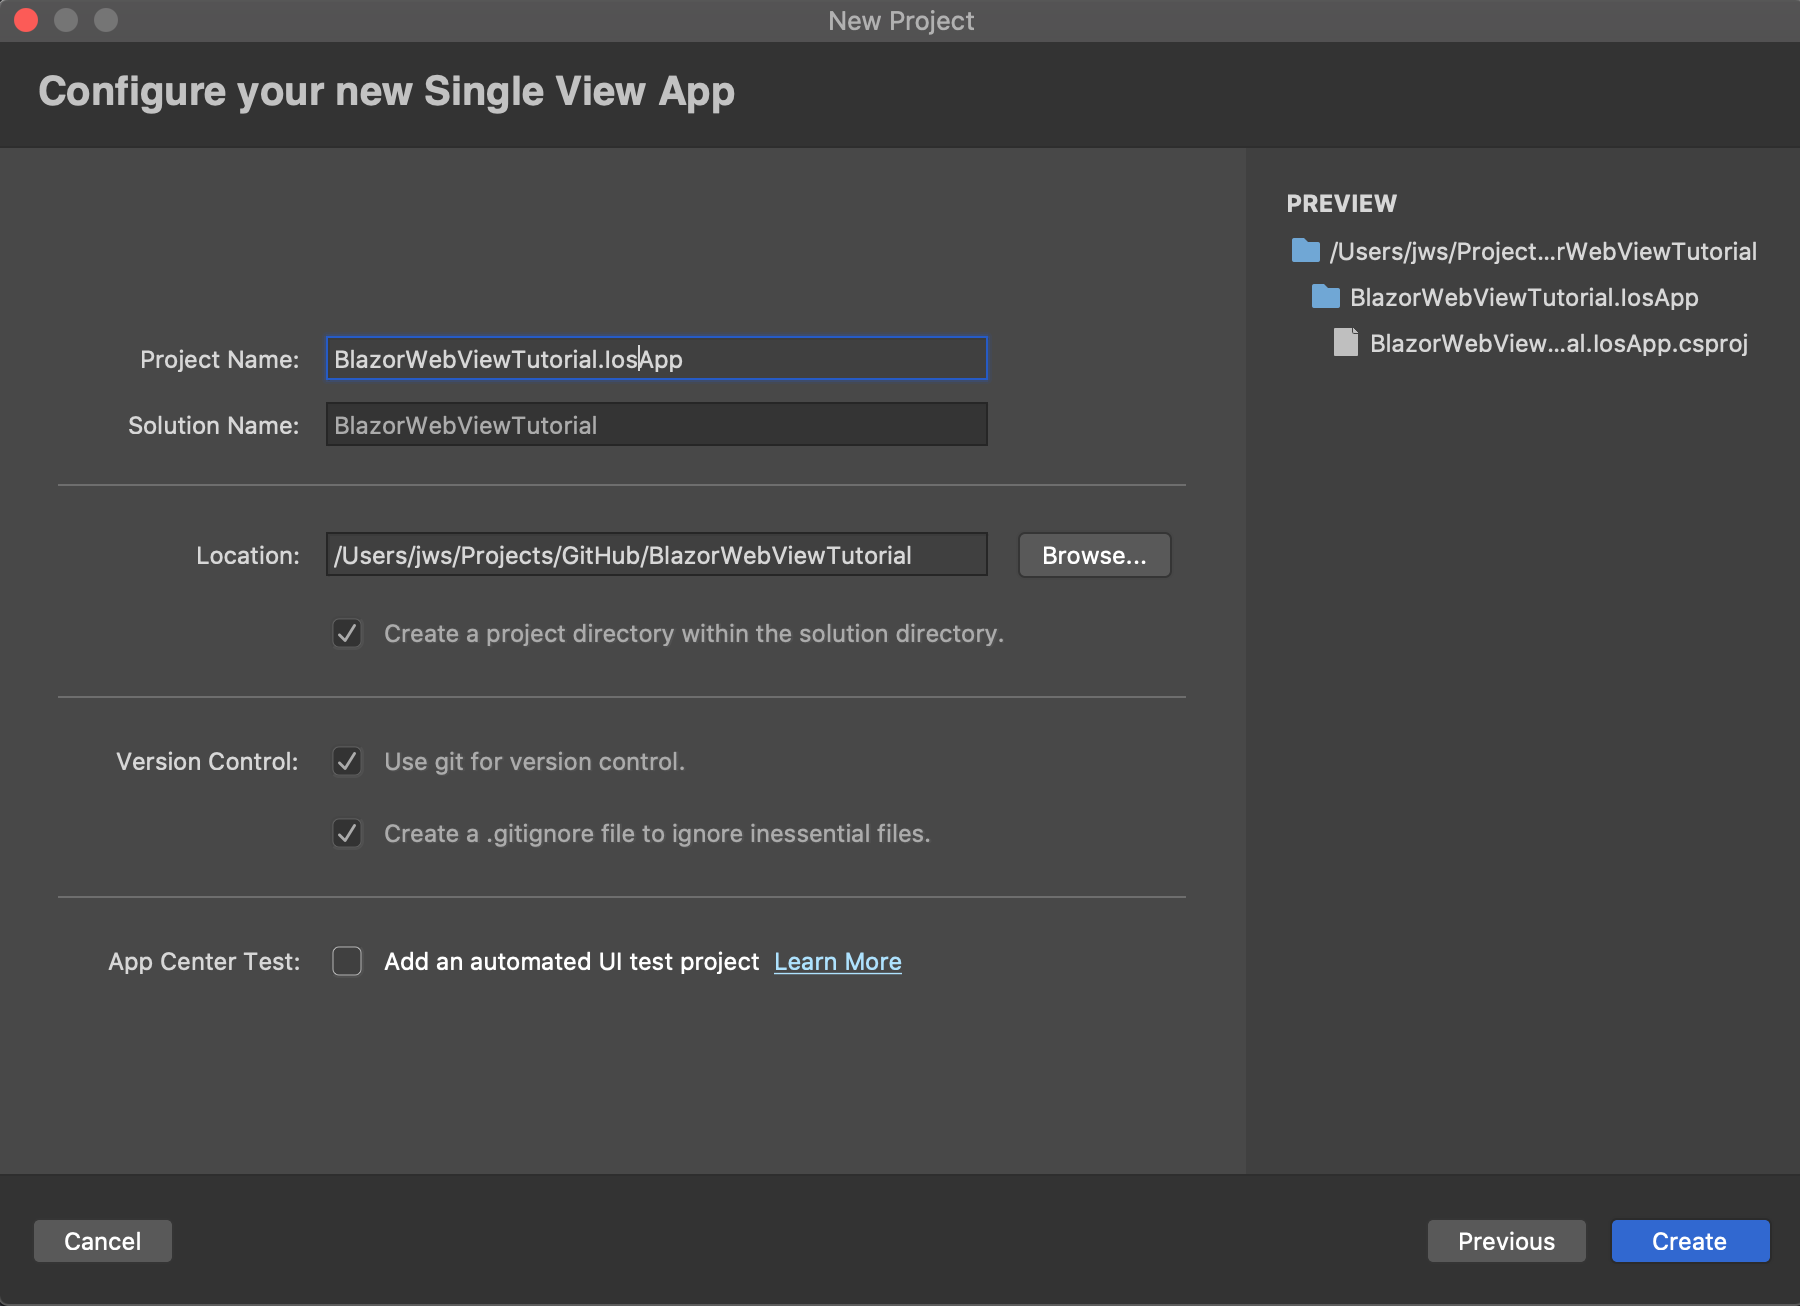 New Project
Configure your new Single View App
Project Name: BlazorWebViewTutorial.IosApp
Solution Name: BlazorWebViewTutorial
Location: /Users/jws/Projects/GitHub/BlazorWebViewTutorial Browse...
Create a project directory within the solution directory.
Version Control: Use git for version control.
Create a .gitignore file to ignore inessential files.
App Center Test: Add an automated UI test project Learn More
PREVIEW
/Users/jws/Project...rWebViewTutorial
BlazorWebViewTutorial.IosApp
BlazorWebView...al.IosApp.csproj
Cancel Previous Create